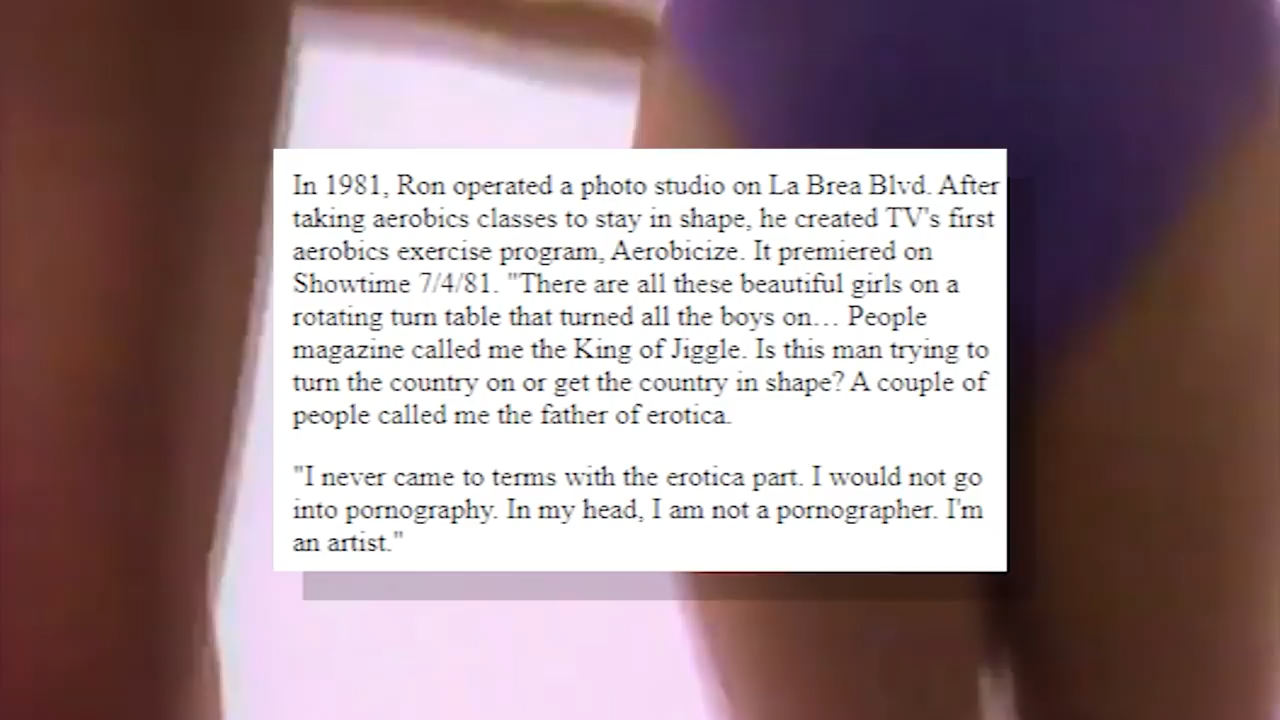 In 1981, Ron operated a photo studio on La Brea Blvd. After
taking aerobics classes to stay in shape, he created TV's first
aerobics exercise program, Aerobicize. It premiered on
Showtime 7/4/81. "There are all these beautiful girls on a
rotating turn table that turned all the boys on… People
magazine called me the King of Jiggle. Is this man trying to
turn the country on or get the country in shape? A couple of
people called me the father of erotica.
"I never came to terms with the erotica part. I would not go
into pornography. In my head, I am not a pornographer. I'm
an artist."